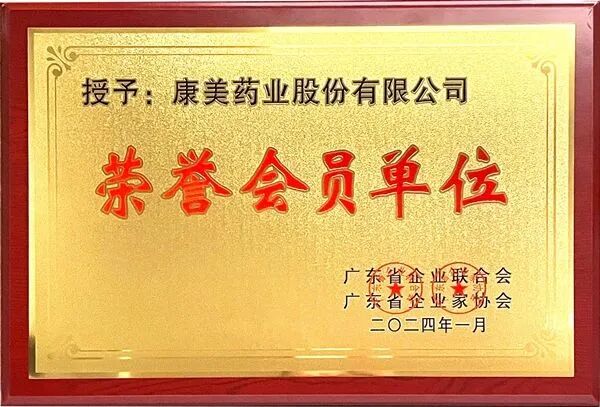 授予：康美药业股份有限公司
荣誉会员单位
广东省企业联合会
广东省企业家协会
二〇二四年一月